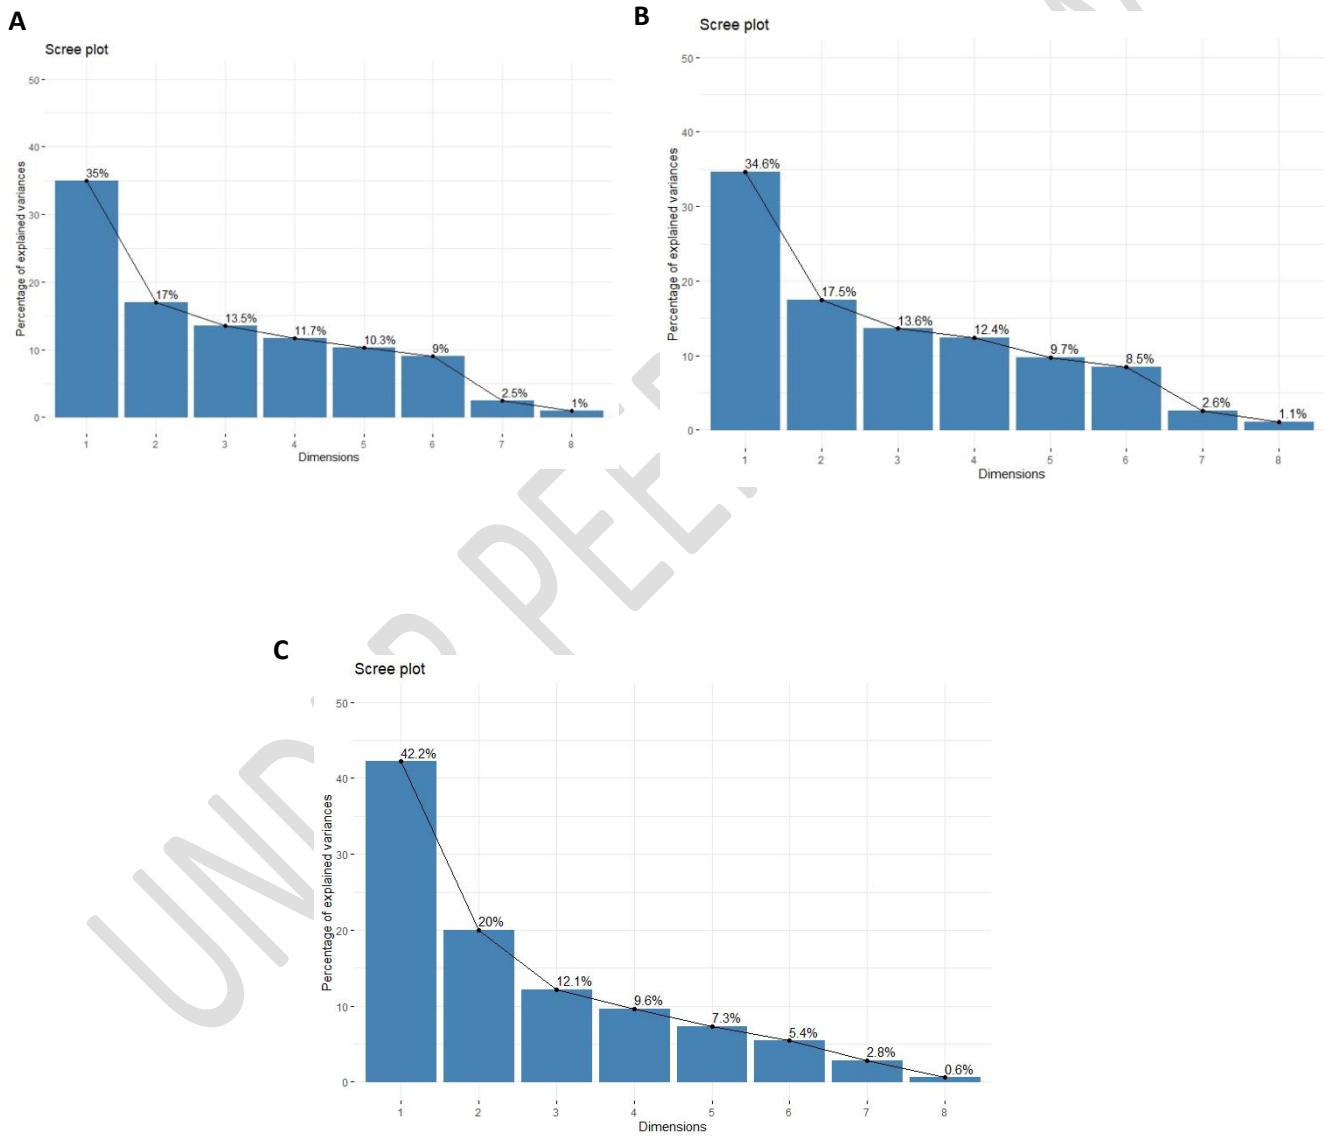 A
Scree plot
Percentage of explained variances
50
40
30
20
10
0
35%
17%
13.5%
11.7%
10.3%
9%
2.5%
1%
1 2 3 4 5 6 7 8
Dimensions
B
Scree plot
Percentage of explained variances
50
40
30
20
10
0
34.6%
17.5%
13.6%
12.4%
9.7%
8.5%
2.6%
1.1%
1 2 3 4 5 6 7 8
Dimensions
C
Scree plot
Percentage of explained variances
50
40
30
20
10
0
42.2%
20%
12.1%
9.6%
7.3%
5.4%
2.8%
0.6%
1 2 3 4 5 6 7 8
Dimensions